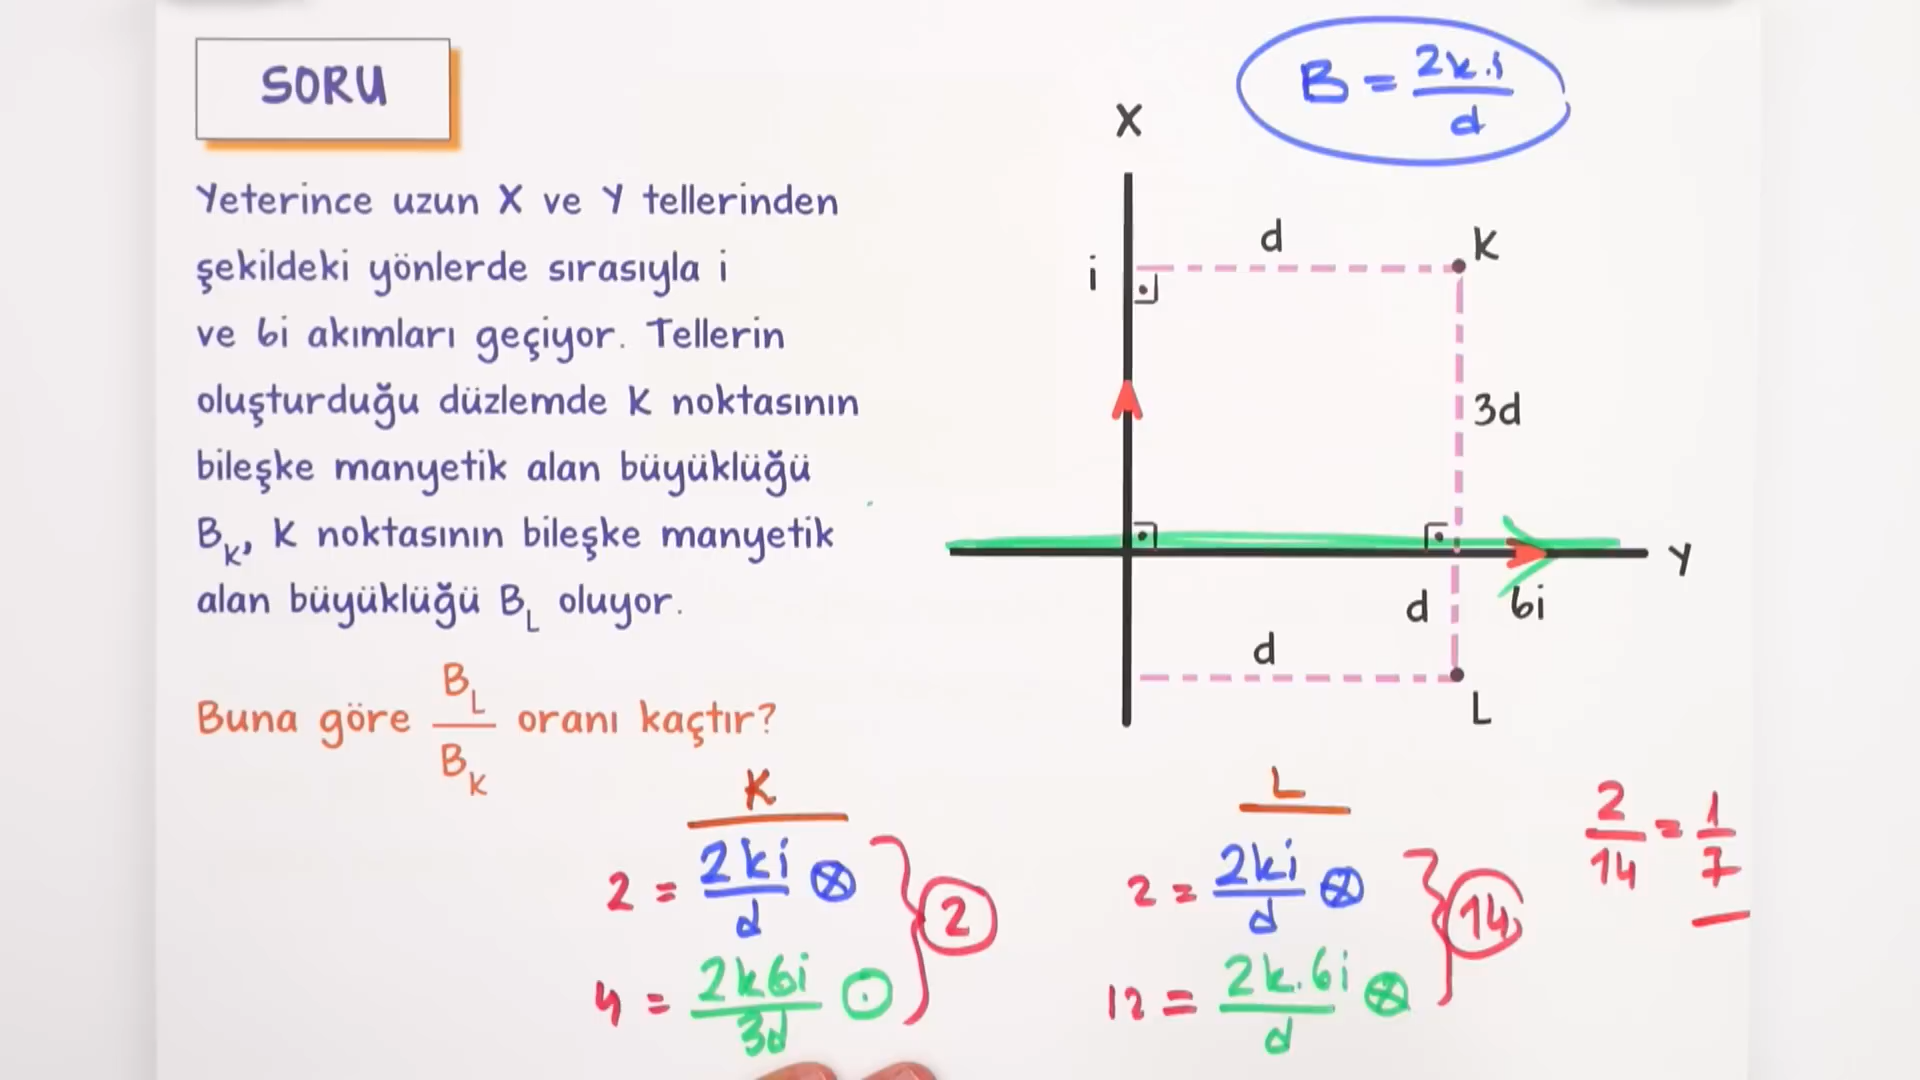 SORU
Yeterince uzun X ve Y tellerinden
şekildeki yönlerde sırasıyla i
ve 6i akımları geçiyor. Tellerin
oluşturduğu düzlemde K noktasının
bileşke manyetik alan büyüklüğü
B_K, K noktasının bileşke manyetik
alan büyüklüğü B_L oluyor.
Buna göre B_L/B_K oranı kaçtır?
B = 2k.i/d
X
d
K
i
3d
Y
d
6i
d
L
K
2 = 2ki/d ⊗
4 = 2k6i/3d ⊙
2
L
2 = 2ki/d ⊗
12 = 2k.6i/d ⊗
14
2/14 = 1/7